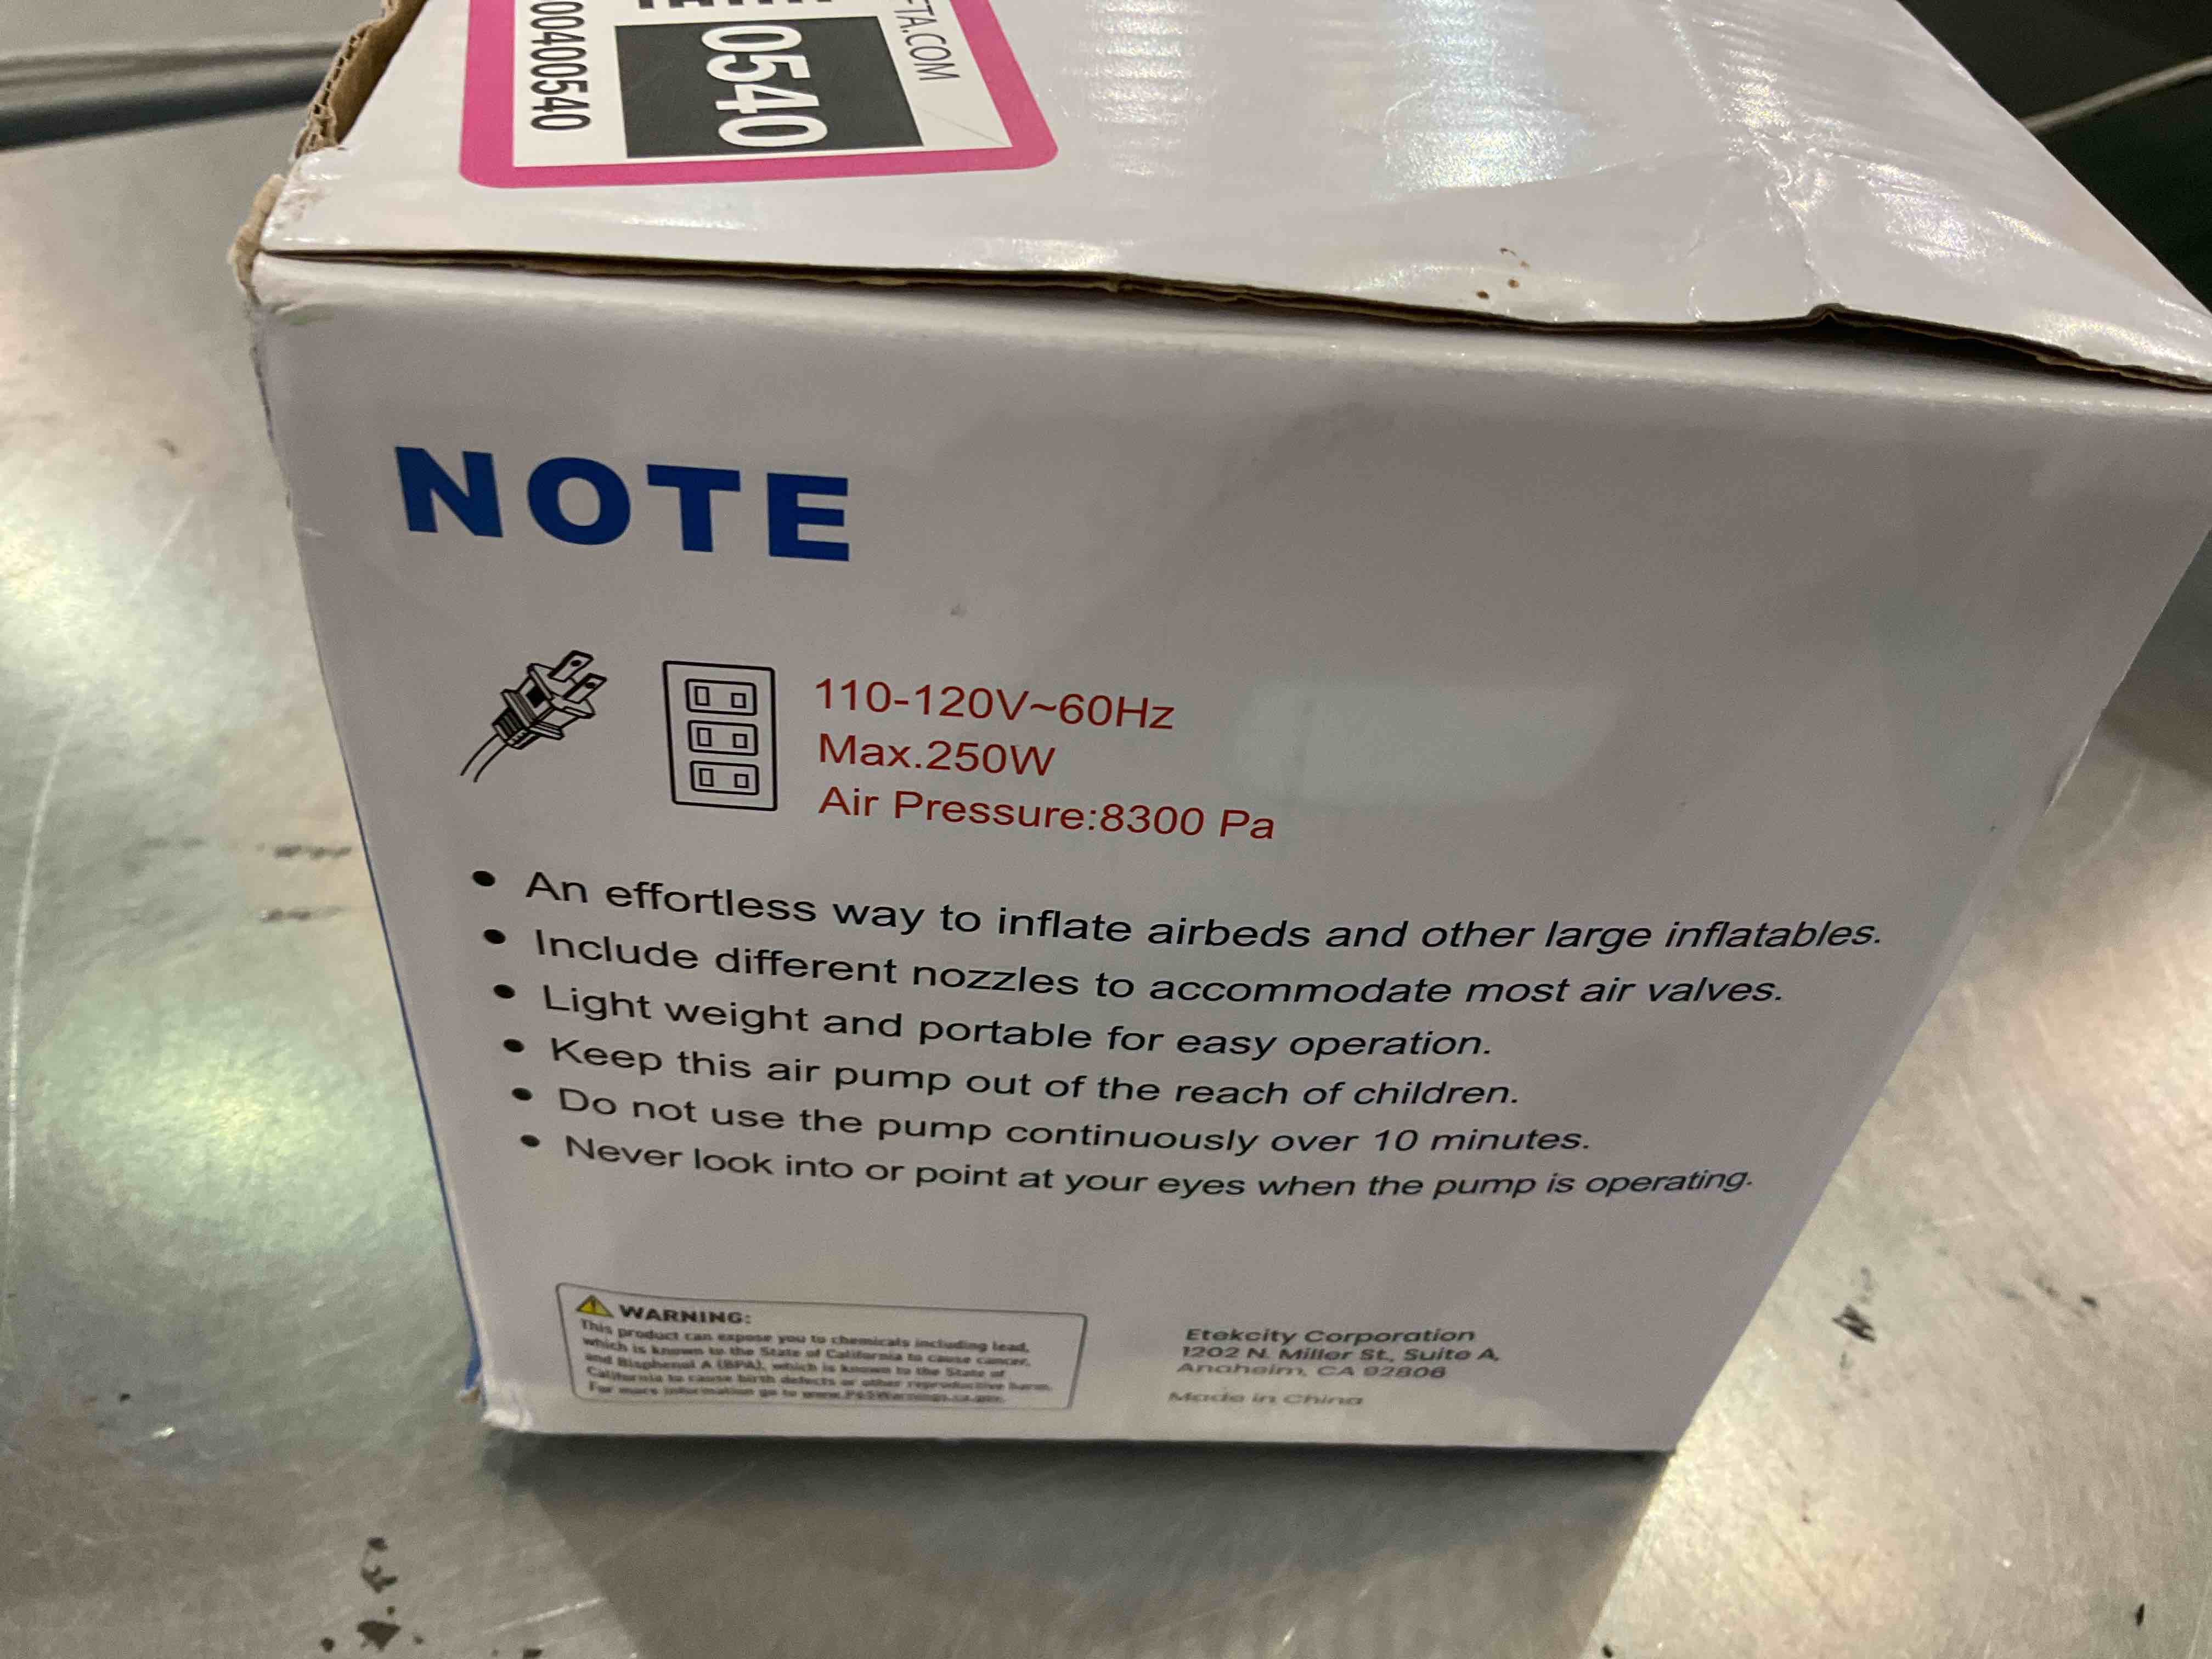 00400540
0540
FTA.COM
NOTE
110-120V~60Hz
Max.250W
Air Pressure:8300 Pa
• An effortless way to inflate airbeds and other large inflatables.
• Include different nozzles to accommodate most air valves.
• Light weight and portable for easy operation.
• Keep this air pump out of the reach of children.
• Do not use the pump continuously over 10 minutes.
• Never look into or point at your eyes when the pump is operating.
WARNING:
This product can expose you to chemicals including lead,
which is known to the State of California to cause cancer,
and Bisphenol A (BPA), which is known to the State of
California to cause birth defects or other reproductive harm.
For more information go to www.P65Warnings.ca.gov.
Etekcity Corporation
1202 N. Miller St., Suite A,
Anaheim, CA 92806
Made in China